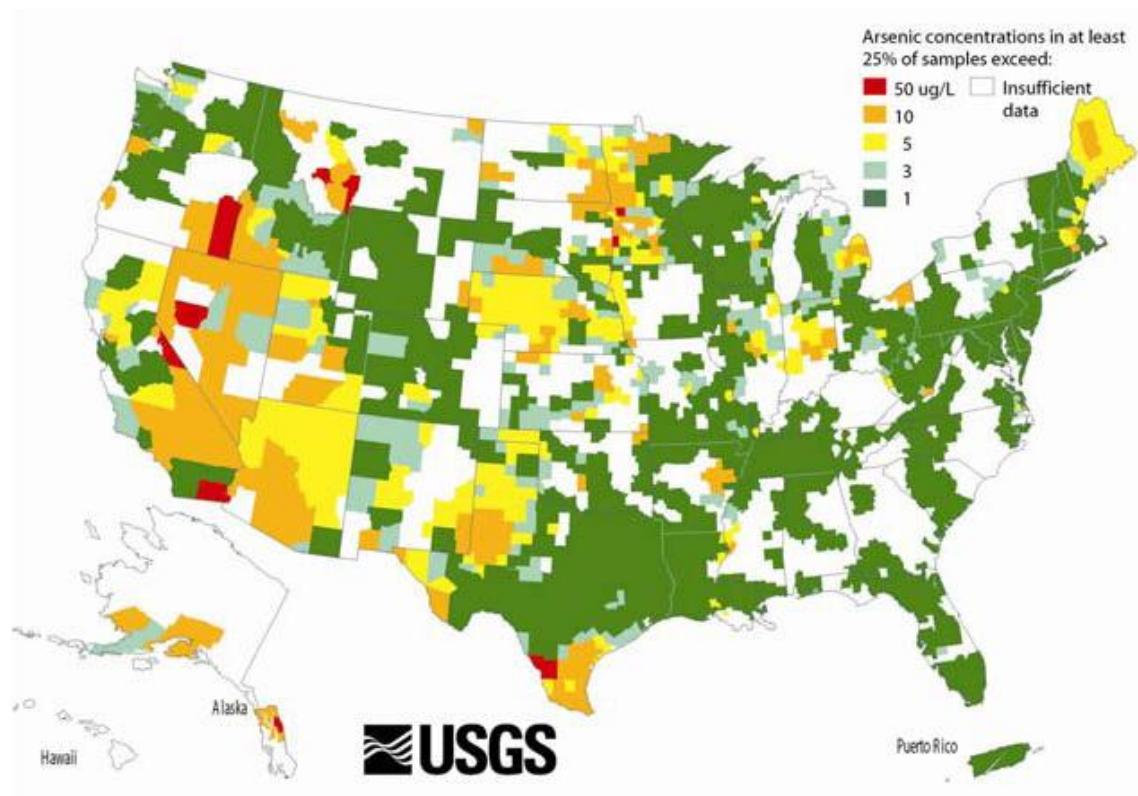 Arsenic concentrations in at least
25% of samples exceed:
50 ug/L Insufficient
data
10
5
3
1
Alaska
Hawaii
USGS
Puerto Rico